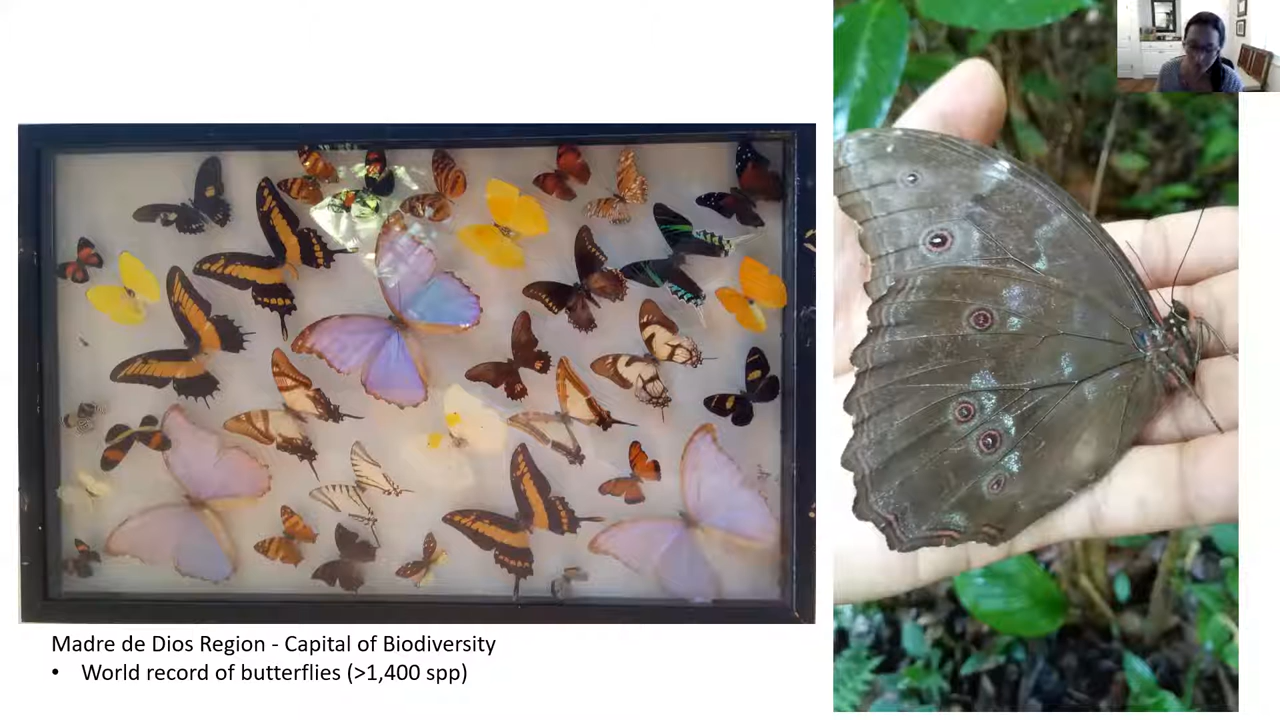 Madre de Dios Region - Capital of Biodiversity
• World record of butterflies (>1,400 spp)